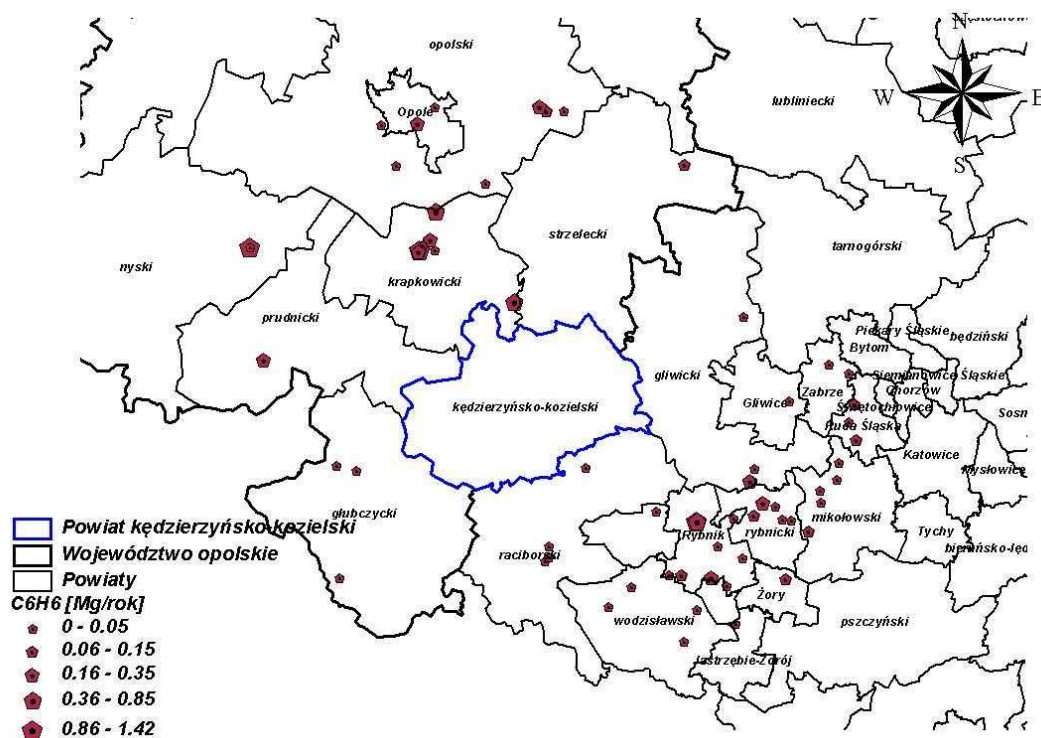 N
opolski
W
E
lubliniecki
Opole
S
strzelecki
tarnogórski
nyski
krapkowicki
prudnicki
Piekary Śląskie
będziński
Bytom
gliwicki
Siemianowice Śląskie
Zabrze
Chorzów
Gliwice
kędzierzyńsko-kozielski
Świętochłowice
Sosn
Ruda Śląska
Katowice
Mysłowice
głubczycki
mikołowski
Powiat kędzierzyńsko-kozielski
Rybnik
rybnicki
Tychy
Województwo opolskie
raciborski
bieruńsko-lęd
Powiaty
Żory
C6H6 [Mg/rok]
wodzisławski
pszczyński
0 - 0.05
0.06 - 0.15
Jastrzębie-Zdrój
0.16 - 0.35
0.36 - 0.85
0.86 - 1.42